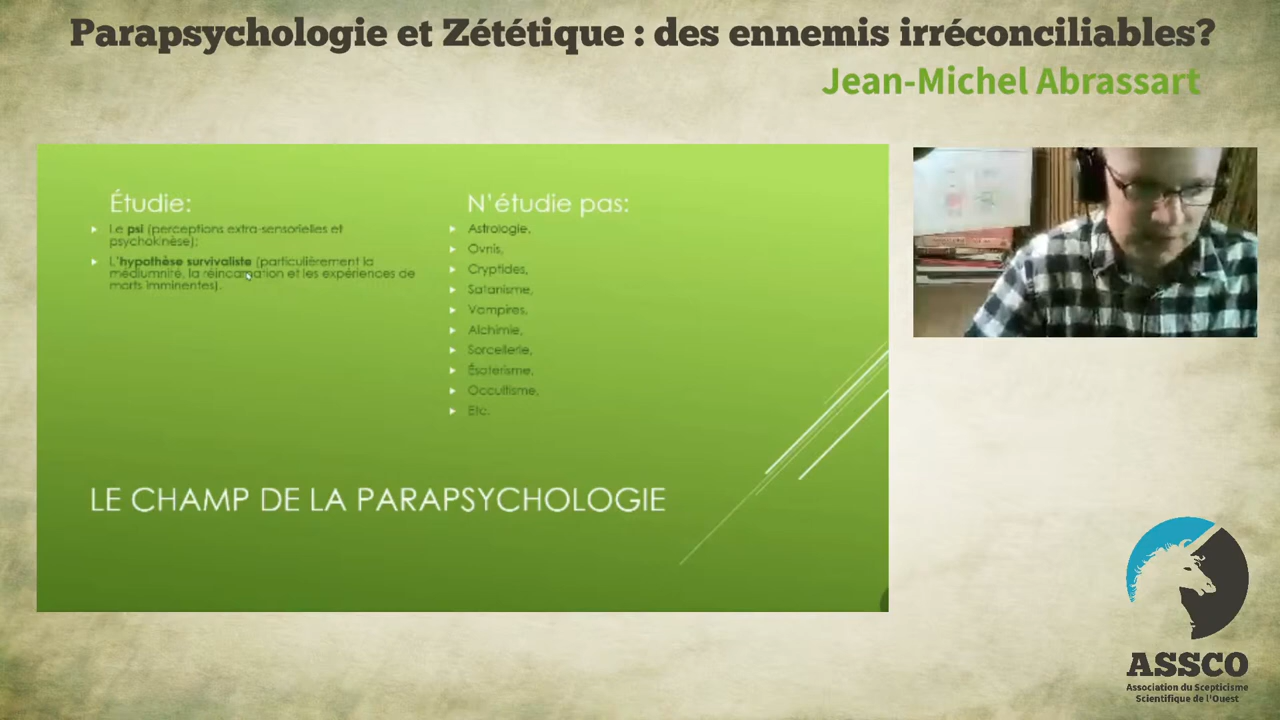 Parapsychologie et Zététique : des ennemis irréconciliables?
Jean-Michel Abrassart
Étude:
Le psi (perceptions extra-sensorielles et
psychokinèse);
L'hypothèse survivaliste (particulièrement la
médiumnité, la réincarnation et les expériences de
morts imminentes).
N'étudie pas:
Astrologie,
Ovnis,
Cryptides,
Satanisme,
Vampires,
Alchimie,
Sorcellerie,
Ésoterisme,
Occultisme,
Etc.
LE CHAMP DE LA PARAPSYCHOLOGIE
ASSCO
Association du Scepticisme
Scientifique de l'Ouest